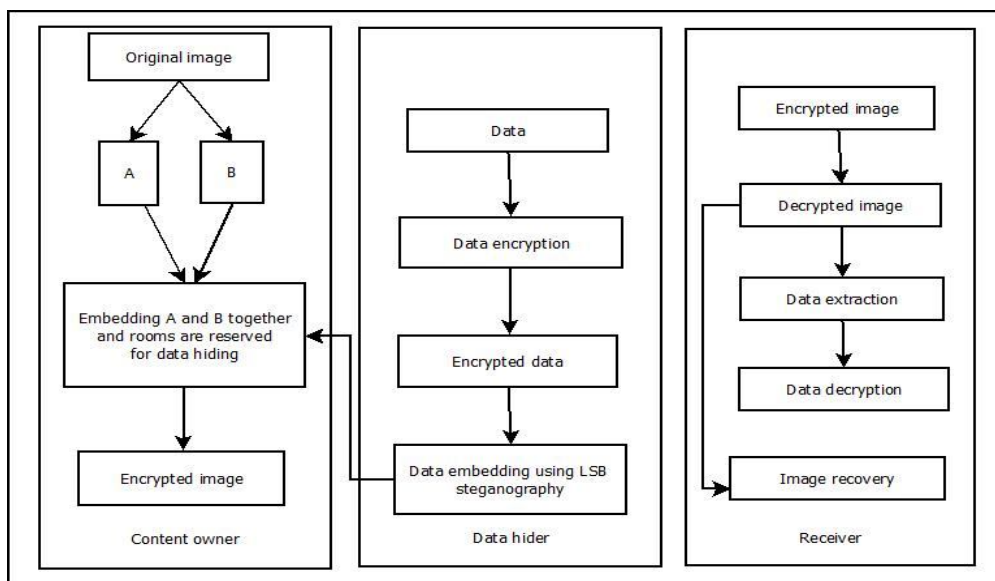 Original image
A
B
Embedding A and B together
and rooms are reserved
for data hiding
Encrypted image
Content owner
Data
Data encryption
Encrypted data
Data embedding using LSB
steganography
Data hider
Encrypted image
Decrypted image
Data extraction
Data decryption
Image recovery
Receiver